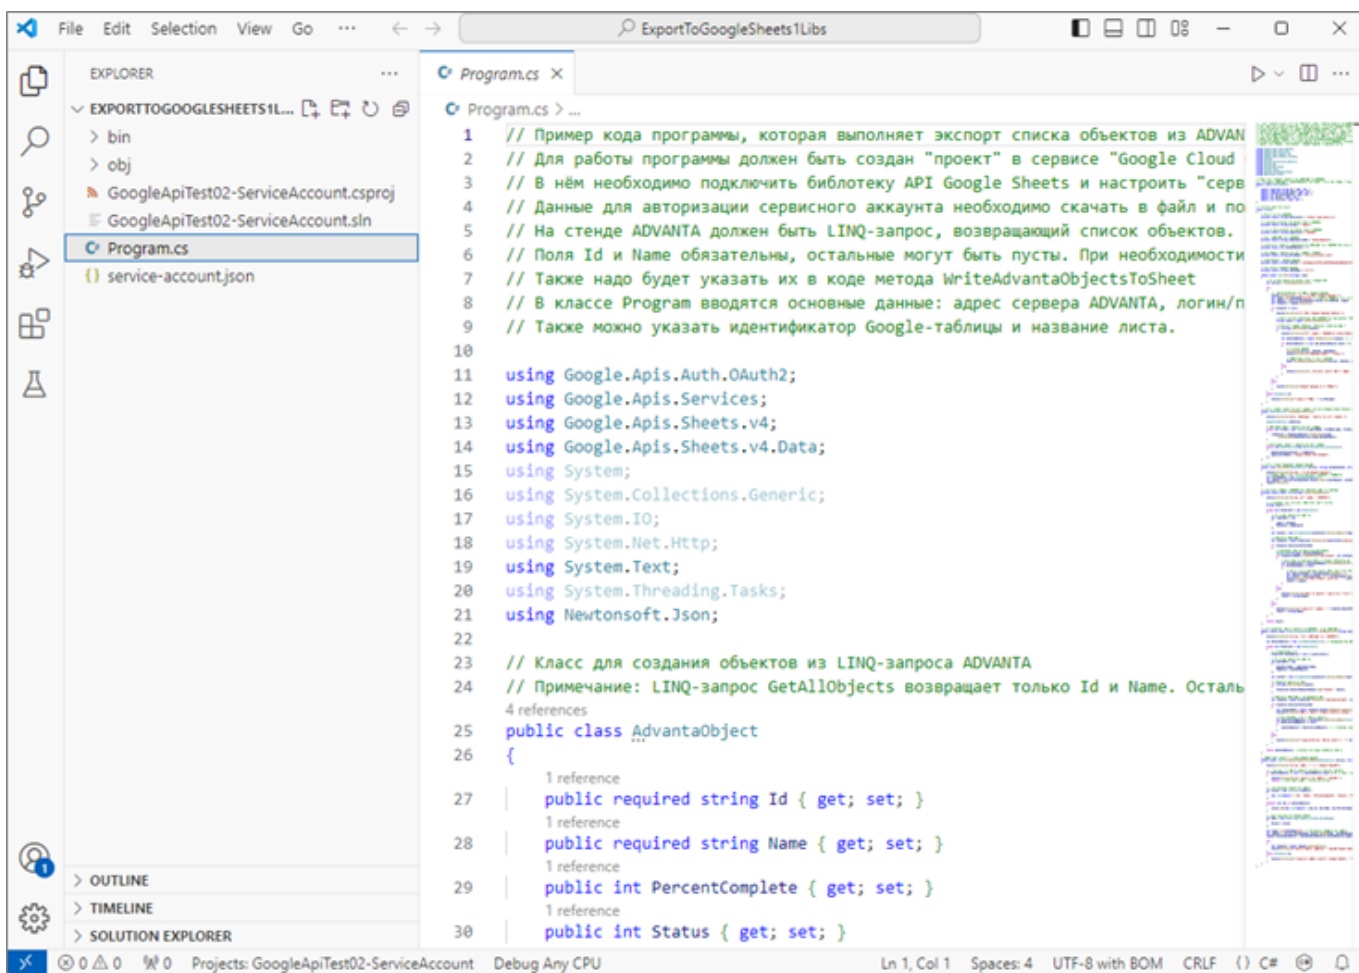 File Edit Selection View Go ··· ExportToGoogleSheets1Libs
EXPLORER ···
EXPORTTOGOOGLESHEETS1L...
bin
obj
GoogleApiTest02-ServiceAccount.csproj
GoogleApiTest02-ServiceAccount.sln
Program.cs
{} service-account.json
OUTLINE
TIMELINE
SOLUTION EXPLORER
Program.cs
Program.cs > ...
1 // Пример кода программы, которая выполняет экспорт списка объектов из ADVAN
2 // Для работы программы должен быть создан "проект" в сервисе "Google Cloud
3 // В нём необходимо подключить библотеку API Google Sheets и настроить "серв
4 // Данные для авторизации сервисного аккаунта необходимо скачать в файл и по
5 // На стенде ADVANTA должен быть LINQ-запрос, возвращающий список объектов.
6 // Поля Id и Name обязательны, остальные могут быть пусты. При необходимости
7 // Также надо будет указать их в коде метода WriteAdvantaObjectsToSheet
8 // В классе Program вводятся основные данные: адрес сервера ADVANTA, логин/п
9 // Также можно указать идентификатор Google-таблицы и название листа.
10
11 using Google.Apis.Auth.OAuth2;
12 using Google.Apis.Services;
13 using Google.Apis.Sheets.v4;
14 using Google.Apis.Sheets.v4.Data;
15 using System;
16 using System.Collections.Generic;
17 using System.IO;
18 using System.Net.Http;
19 using System.Text;
20 using System.Threading.Tasks;
21 using Newtonsoft.Json;
22
23 // Класс для создания объектов из LINQ-запроса ADVANTA
24 // Примечание: LINQ-запрос GetAllObjects возвращает только Id и Name. Осталь
4 references
25 public class AdvantaObject
26 {
1 reference
27 public required string Id { get; set; }
1 reference
28 public required string Name { get; set; }
1 reference
29 public int PercentComplete { get; set; }
1 reference
30 public int Status { get; set; }
1
0 0 0 Projects: GoogleApiTest02-ServiceAccount Debug Any CPU Ln 1, Col 1 Spaces: 4 UTF-8 with BOM CRLF {} C#